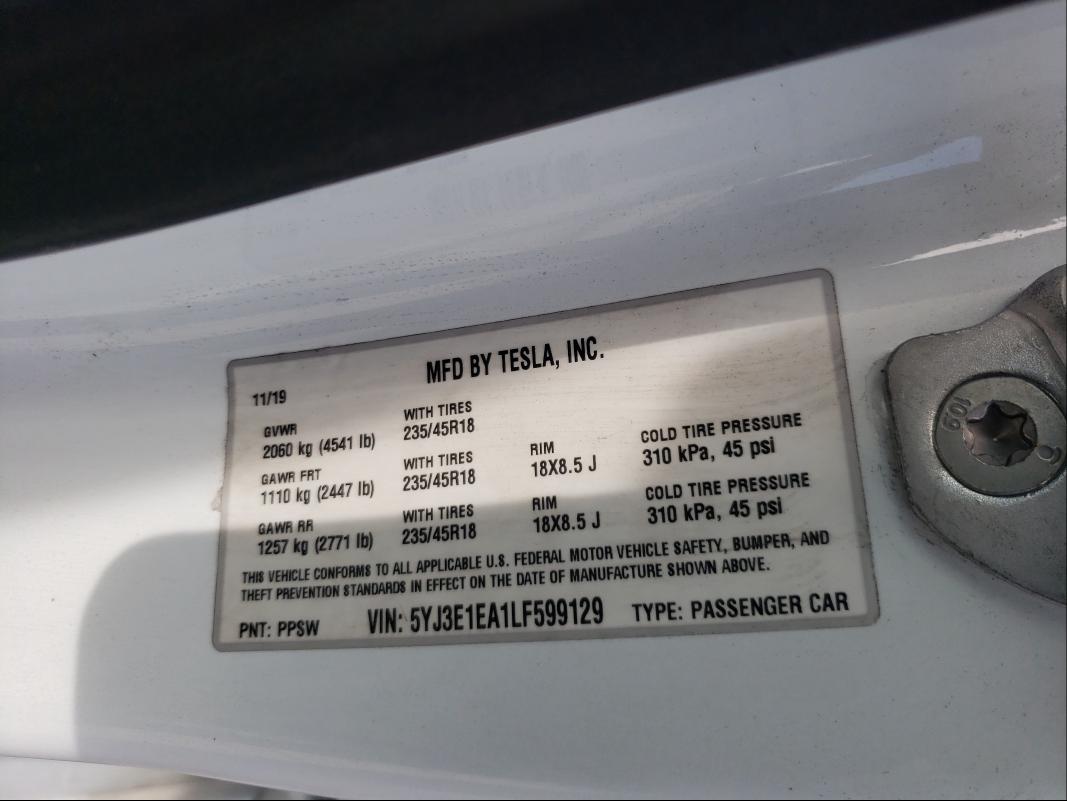 MFD BY TESLA, INC.
11/19
GVWR WITH TIRES
2060 kg (4541 lb) 235/45R18
GAWR FRT WITH TIRES RIM COLD TIRE PRESSURE
1110 kg (2447 lb) 235/45R18 18X8.5 J 310 kPa, 45 psi
GAWR RR WITH TIRES RIM COLD TIRE PRESSURE
1257 kg (2771 lb) 235/45R18 18X8.5 J 310 kPa, 45 psi
THIS VEHICLE CONFORMS TO ALL APPLICABLE U.S. FEDERAL MOTOR VEHICLE SAFETY, BUMPER, AND
THEFT PREVENTION STANDARDS IN EFFECT ON THE DATE OF MANUFACTURE SHOWN ABOVE.
PNT: PPSW VIN: 5YJ3E1EA1LF599129 TYPE: PASSENGER CAR